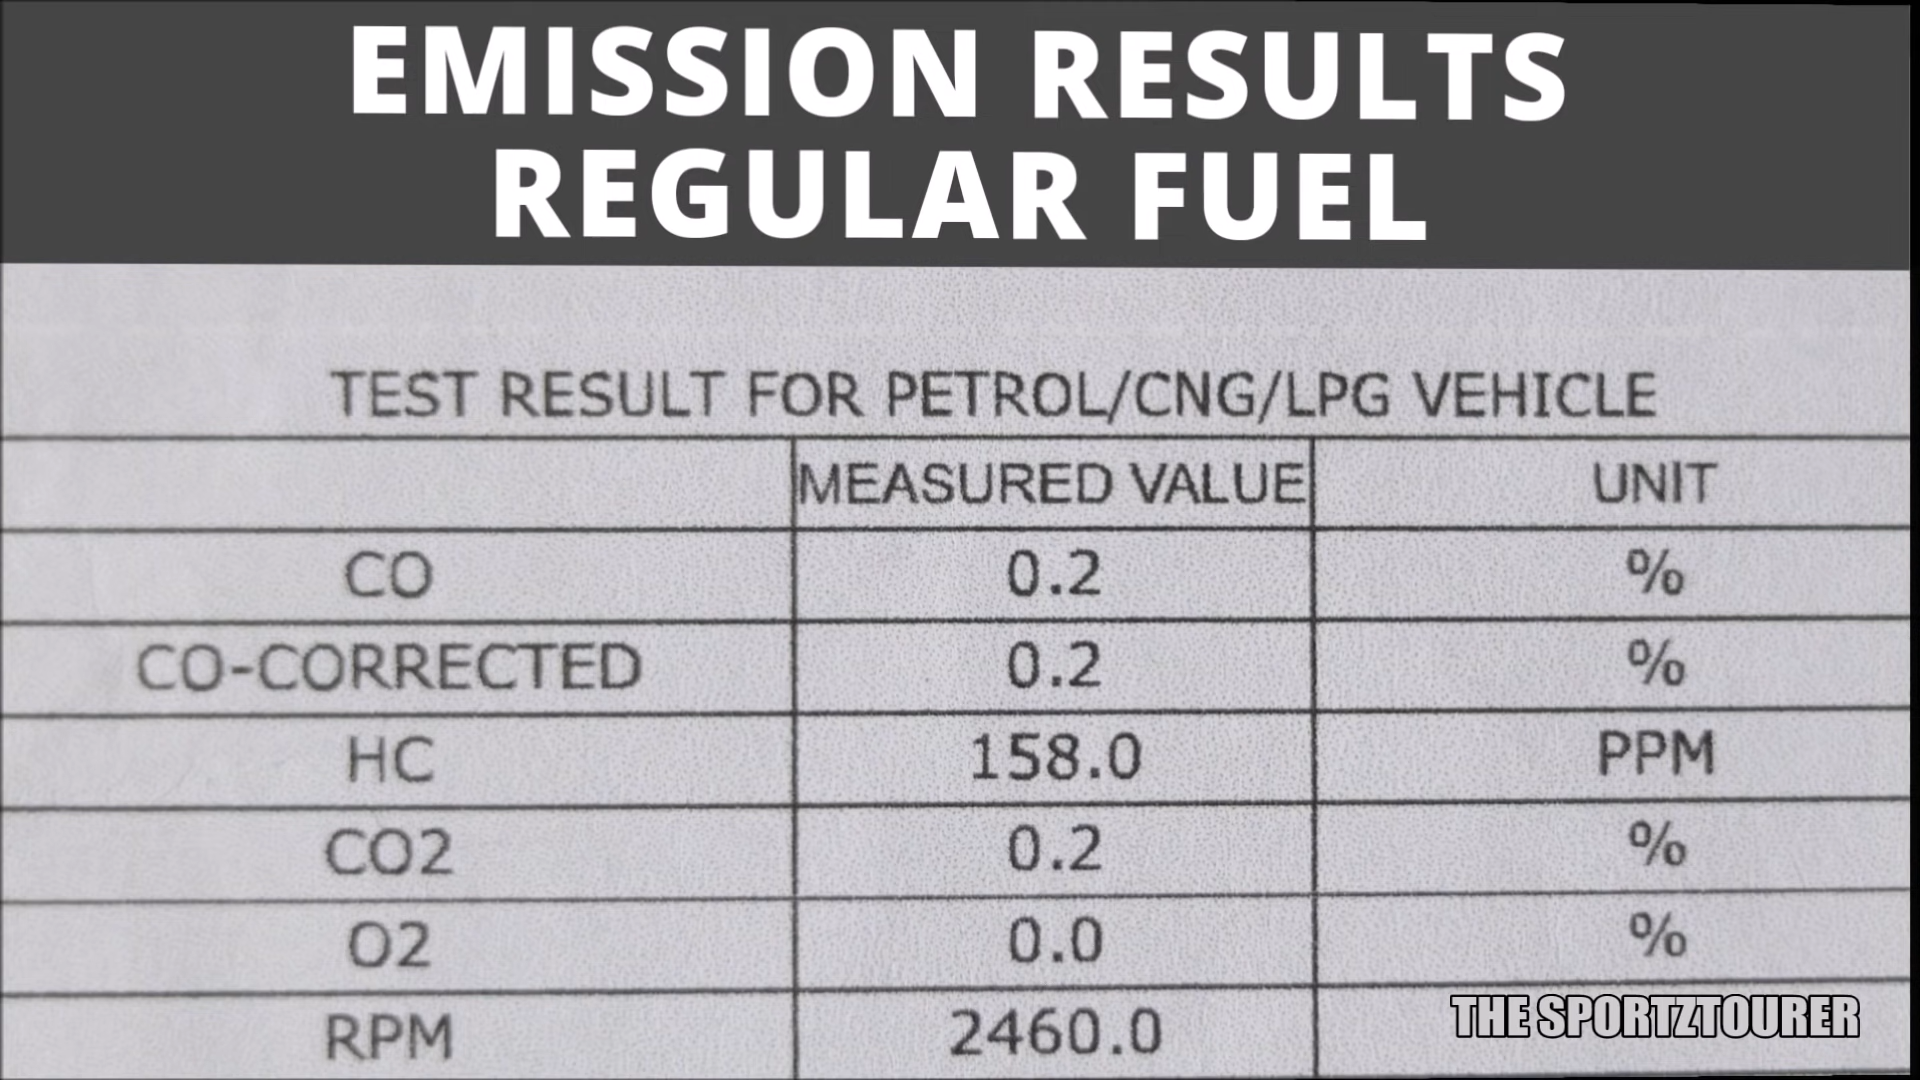 EMISSION RESULTS
REGULAR FUEL
TEST RESULT FOR PETROL/CNG/LPG VEHICLE
MEASURED VALUE UNIT
CO 0.2 %
CO-CORRECTED 0.2 %
HC 158.0 PPM
CO2 0.2 %
O2 0.0 %
RPM 2460.0
THE SPORTZTOURER